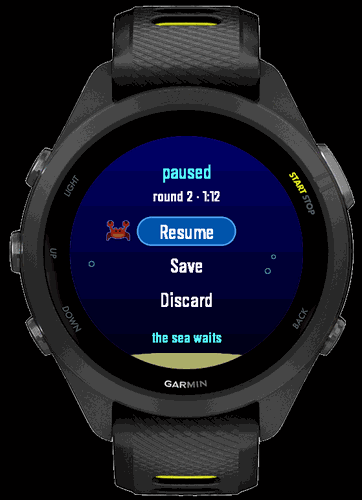 paused
round 2 · 1:12
Resume
Save
Discard
the sea waits
GARMIN
LIGHT
UP
DOWN
START STOP
BACK